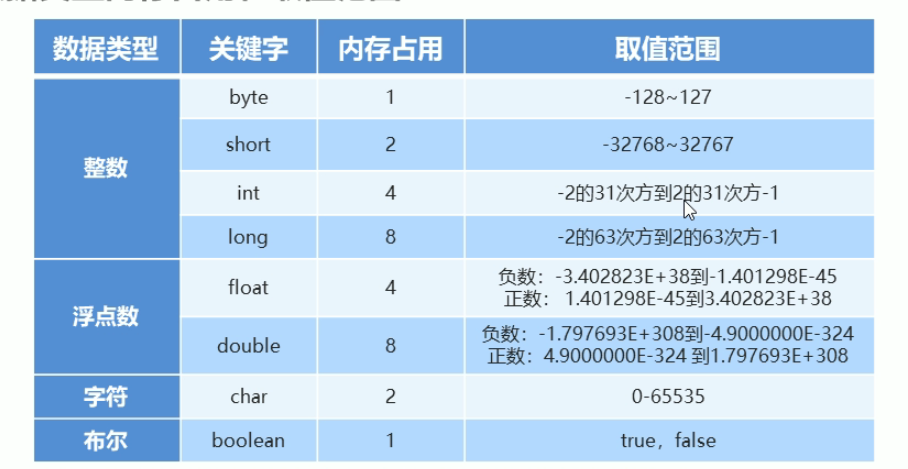 数据类型 关键字 内存占用 取值范围
整数 byte 1 -128~127
short 2 -32768~32767
int 4 -2的31次方到2的31次方-1
long 8 -2的63次方到2的63次方-1
浮点数 float 4 负数：-3.402823E+38到-1.401298E-45
正数： 1.401298E-45到3.402823E+38
double 8 负数：-1.797693E+308到-4.9000000E-324
正数：4.9000000E-324 到1.797693E+308
字符 char 2 0-65535
布尔 boolean 1 true，false